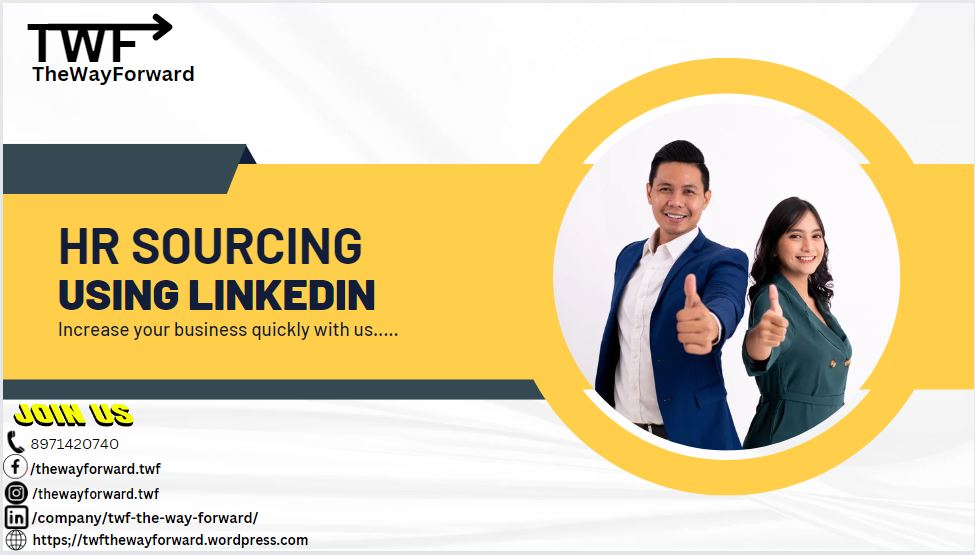 TWF
TheWayForward
HR SOURCING
USING LINKEDIN
Increase your business quickly with us.....
JOIN US
8971420740
/thewayforward.twf
/thewayforward.twf
/company/twf-the-way-forward/
https;//twfthewayforward.wordpress.com